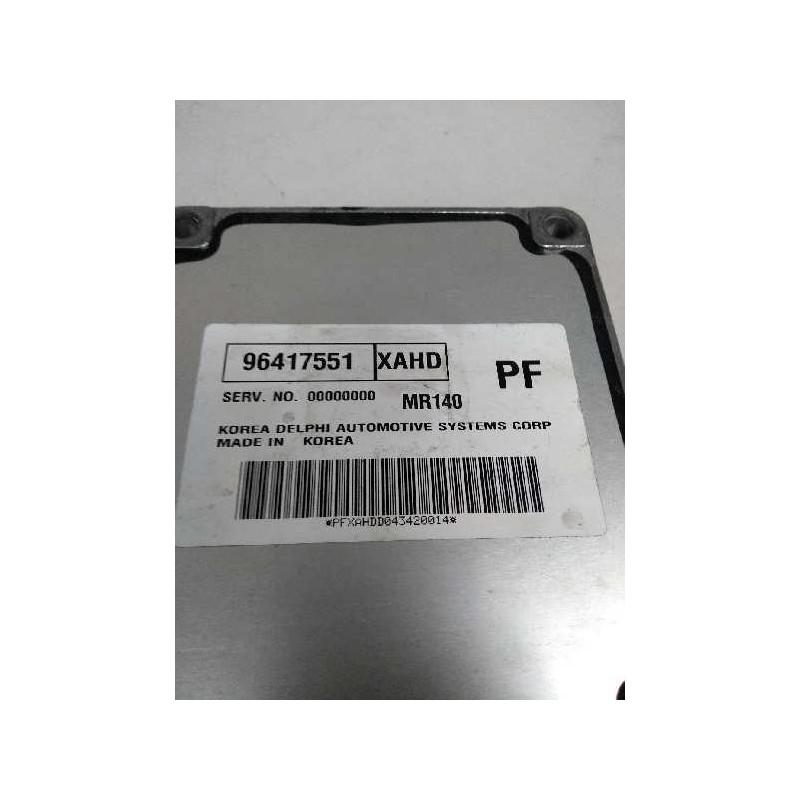 96417551 XAHD PF
SERV. NO. 00000000 MR140
KOREA DELPHI AUTOMOTIVE SYSTEMS CORP
MADE IN KOREA
*PFXAHDD043420014*